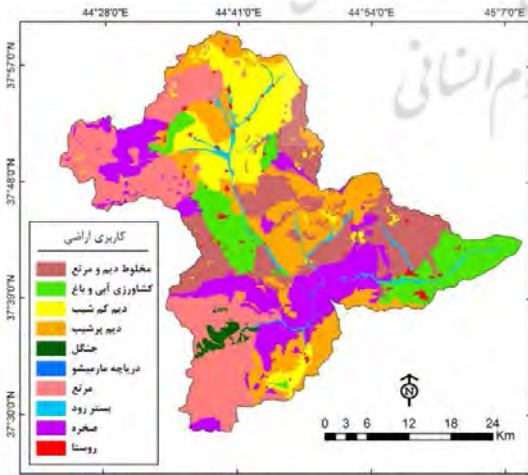 44°28'0"E 44°41'0"E 44°54'0"E 45°7'0"E
37°57'0"N
37°48'0"N
37°39'0"N
37°30'0"N
کاربری اراضی
مخلوط دیم و مرتع
کشاورزی آبی و باغ
دیم کم شیب
دیم پرشیب
جنگل
دریاچه مارمیشو
مرتع
بستر رود
صخره
روستا
N
0 3 6 12 18 24
Km